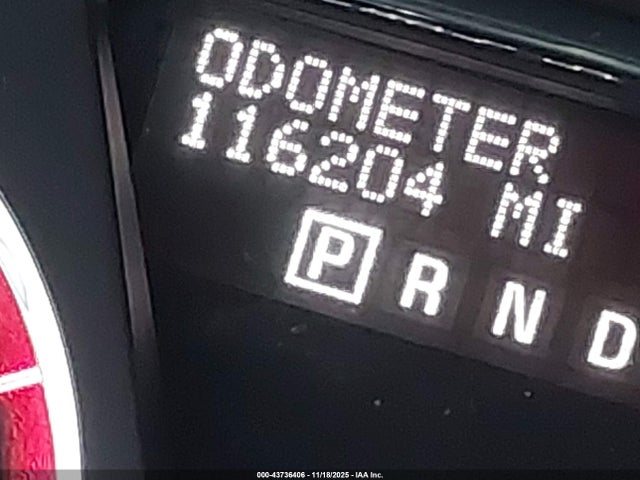 ODOMETER
116204 MI
P R N D
000-43736406 - 11/18/2025 - IAA Inc.